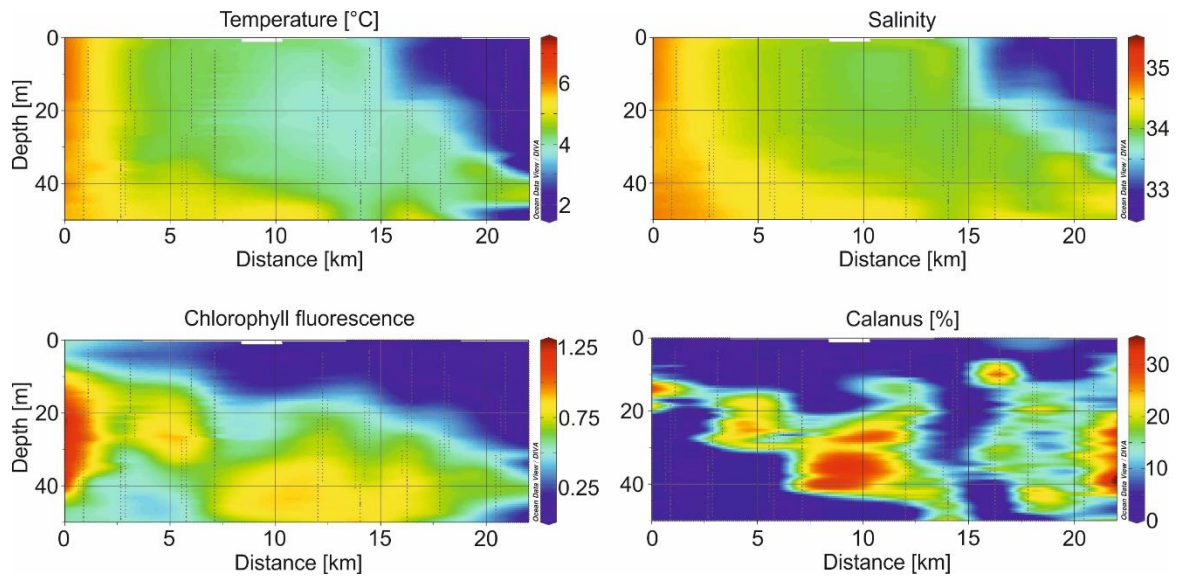 Temperature [°C]
Salinity
0
20
40
Depth [m]
0 5 10 15 20
Distance [km]
6
4
2
Ocean Data View / DIVA
0
20
40
0 5 10 15 20
Distance [km]
35
34
33
Ocean Data View / DIVA
Chlorophyll fluorescence
Calanus [%]
0
20
40
Depth [m]
0 5 10 15 20
Distance [km]
1.25
0.75
0.25
Ocean Data View / DIVA
0
20
40
0 5 10 15 20
Distance [km]
30
20
10
0
Ocean Data View / DIVA